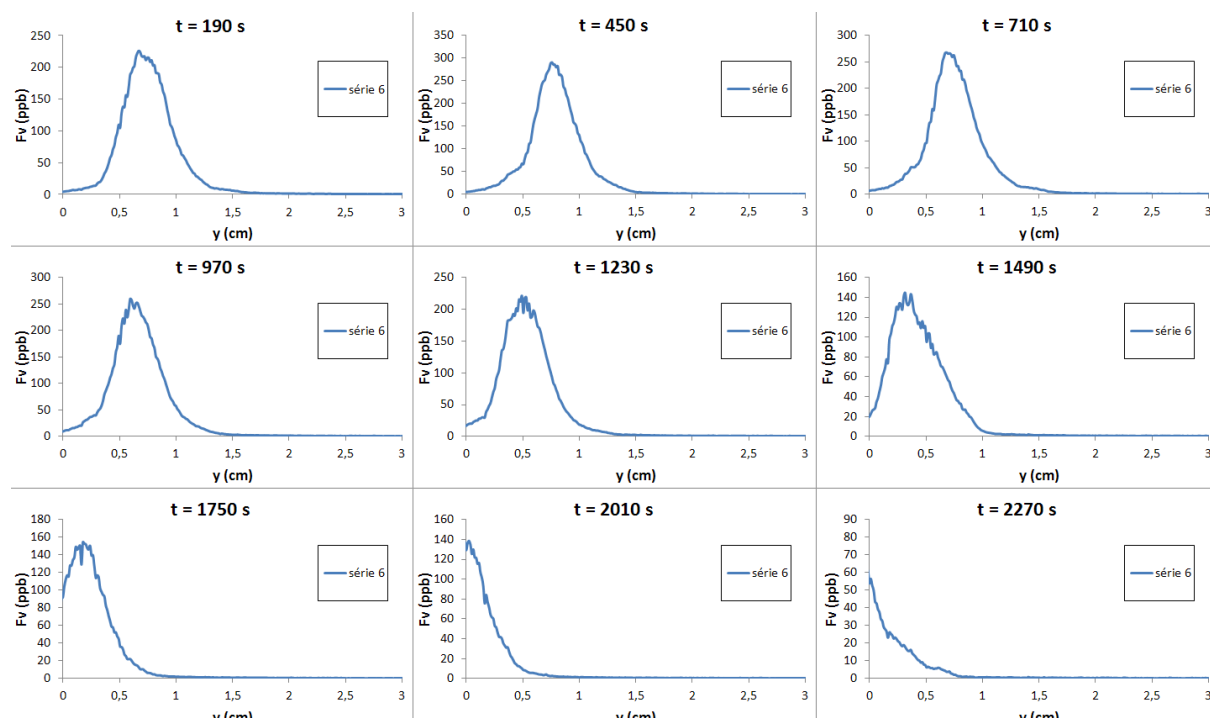 t = 190 s
Fv (ppb)
250
200
150
100
50
0
0 0,5 1 1,5 2 2,5 3
y (cm)
série 6
t = 450 s
Fv (ppb)
350
300
250
200
150
100
50
0
0 0,5 1 1,5 2 2,5 3
y (cm)
série 6
t = 710 s
Fv (ppb)
300
250
200
150
100
50
0
0 0,5 1 1,5 2 2,5 3
y (cm)
série 6
t = 970 s
Fv (ppb)
300
250
200
150
100
50
0
0 0,5 1 1,5 2 2,5 3
y (cm)
série 6
t = 1230 s
Fv (ppb)
250
200
150
100
50
0
0 0,5 1 1,5 2 2,5 3
y (cm)
série 6
t = 1490 s
Fv (ppb)
160
140
120
100
80
60
40
20
0
0 0,5 1 1,5 2 2,5 3
y (cm)
série 6
t = 1750 s
Fv (ppb)
180
160
140
120
100
80
60
40
20
0
0 0,5 1 1,5 2 2,5 3
y (cm)
série 6
t = 2010 s
Fv (ppb)
160
140
120
100
80
60
40
20
0
0 0,5 1 1,5 2 2,5 3
y (cm)
série 6
t = 2270 s
Fv (ppb)
90
80
70
60
50
40
30
20
10
0
0 0,5 1 1,5 2 2,5 3
y (cm)
série 6